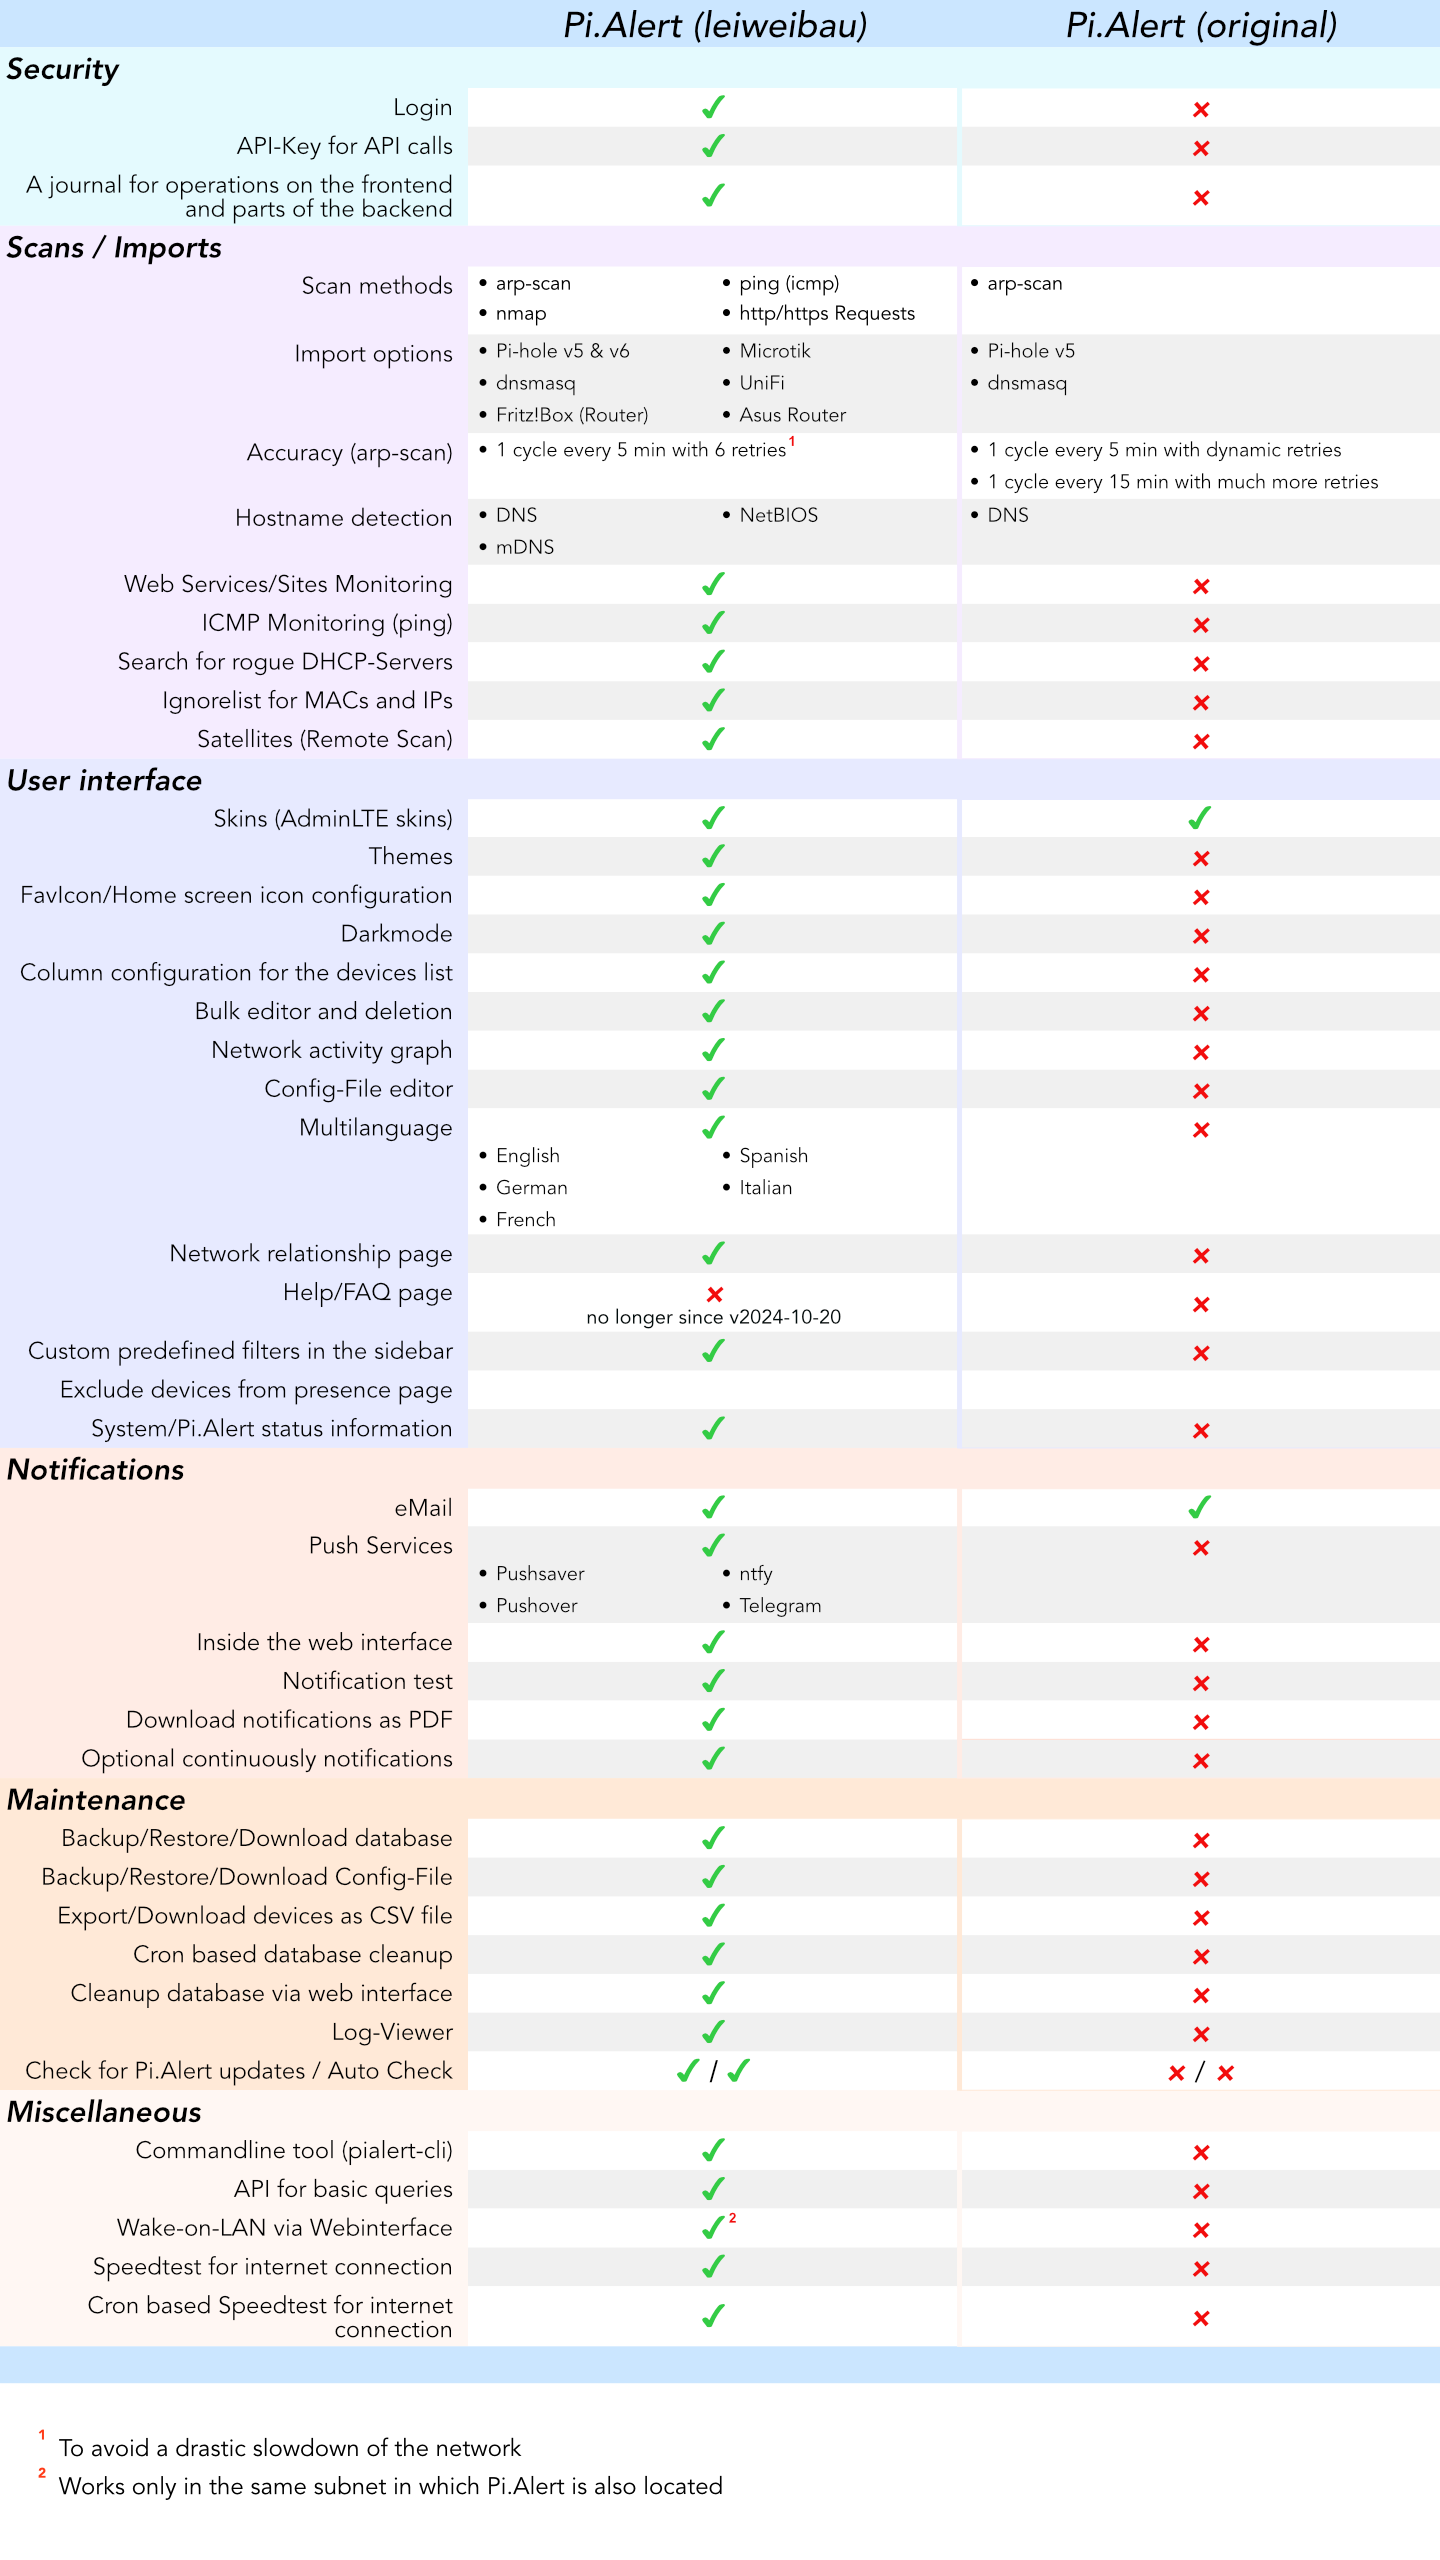 Pi.Alert (leiweibau) Pi.Alert (original)
Security
Login ✓ ✗
API-Key for API calls ✓ ✗
A journal for operations on the frontend
and parts of the backend ✓ ✗
Scans / Imports
Scan methods • arp-scan • ping (icmp) • arp-scan
• nmap • http/https Requests
Import options • Pi-hole v5 & v6 • Microtik • Pi-hole v5
• dnsmasq • UniFi • dnsmasq
• Fritz!Box (Router) • Asus Router
Accuracy (arp-scan) • 1 cycle every 5 min with 6 retries 1 • 1 cycle every 5 min with dynamic retries
• 1 cycle every 15 min with much more retries
Hostname detection • DNS • NetBIOS • DNS
• mDNS
Web Services/Sites Monitoring ✓ ✗
ICMP Monitoring (ping) ✓ ✗
Search for rogue DHCP-Servers ✓ ✗
Ignorelist for MACs and IPs ✓ ✗
Satellites (Remote Scan) ✓ ✗
User interface
Skins (AdminLTE skins) ✓ ✓
Themes ✓ ✗
FavIcon/Home screen icon configuration ✓ ✗
Darkmode ✓ ✗
Column configuration for the devices list ✓ ✗
Bulk editor and deletion ✓ ✗
Network activity graph ✓ ✗
Config-File editor ✓ ✗
Multilanguage ✓ ✗
• English • Spanish
• German • Italian
• French
Network relationship page ✓ ✗
Help/FAQ page ✗ ✗
no longer since v2024-10-20
Custom predefined filters in the sidebar ✓ ✗
Exclude devices from presence page
System/Pi.Alert status information ✓ ✗
Notifications
eMail ✓ ✓
Push Services ✓ ✗
• Pushsaver • ntfy
• Pushover • Telegram
Inside the web interface ✓ ✗
Notification test ✓ ✗
Download notifications as PDF ✓ ✗
Optional continuously notifications ✓ ✗
Maintenance
Backup/Restore/Download database ✓ ✗
Backup/Restore/Download Config-File ✓ ✗
Export/Download devices as CSV file ✓ ✗
Cron based database cleanup ✓ ✗
Cleanup database via web interface ✓ ✗
Log-Viewer ✓ ✗
Check for Pi.Alert updates / Auto Check ✓ / ✓ ✗ / ✗
Miscellaneous
Commandline tool (pialert-cli) ✓ ✗
API for basic queries ✓ ✗
Wake-on-LAN via Webinterface ✓ 2 ✗
Speedtest for internet connection ✓ ✗
Cron based Speedtest for internet
connection ✓ ✗
1 To avoid a drastic slowdown of the network
2 Works only in the same subnet in which Pi.Alert is also located